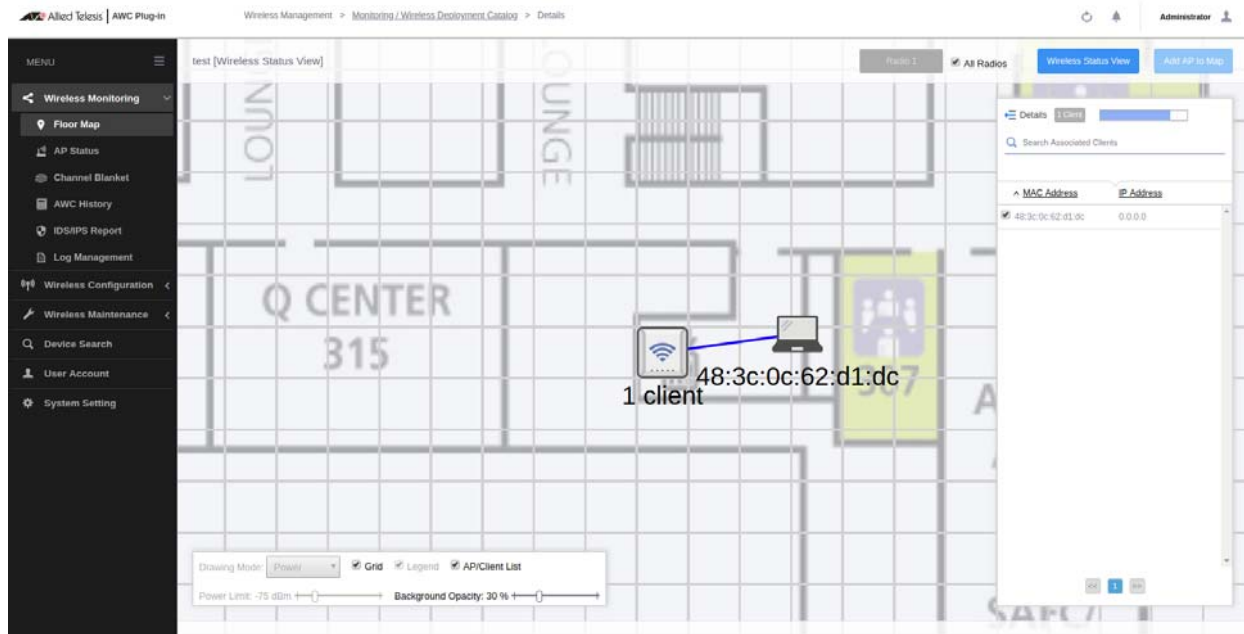 Allied Telesis | AWC Plug-in
Wireless Management > Monitoring / Wireless Deployment Catalog > Details
Administrator
MENU
test [Wireless Status View]
Radio 1
All Radios
Wireless Status View
Add AP to Map
Wireless Monitoring
Floor Map
AP Status
Channel Blanket
AWC History
IDS/IPS Report
Log Management
Wireless Configuration
Wireless Maintenance
Device Search
User Account
System Setting
LOUNGE
Q CENTER
315
307
48:3c:0c:62:d1:dc
1 client
Details
1 Client
Search Associated Clients
MAC Address
IP Address
48:3c:0c:62:d1:dc
0.0.0.0
<<
1
>>
Drawing Mode: Power
Grid
Legend
AP/Client List
Power Limit: -75 dBm
Background Opacity: 30 %